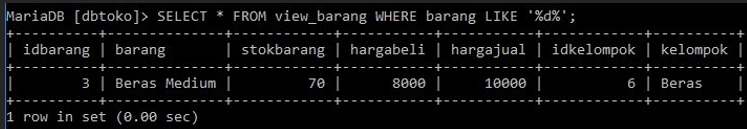 MariaDB [dbtoko]> SELECT * FROM view_barang WHERE barang LIKE '%d%';
+----------+--------------+------------+-----------+-----------+------------+----------+
| idbarang | barang       | stokbarang | hargabeli | hargajual | idkelompok | kelompok |
+----------+--------------+------------+-----------+-----------+------------+----------+
|        3 | Beras Medium |         70 |      8000 |     10000 |          6 | Beras    |
+----------+--------------+------------+-----------+-----------+------------+----------+
1 row in set (0.00 sec)